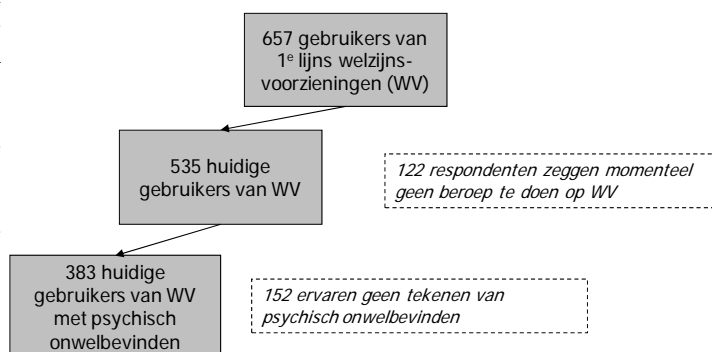 657 gebruikers van
1e lijns welzijns-
voorzieningen (WV)
535 huidige
gebruikers van WV
122 respondenten zeggen momenteel
geen beroep te doen op WV
383 huidige
gebruikers van WV
met psychisch
onwelbevinden
152 ervaren geen tekenen van
psychisch onwelbevinden